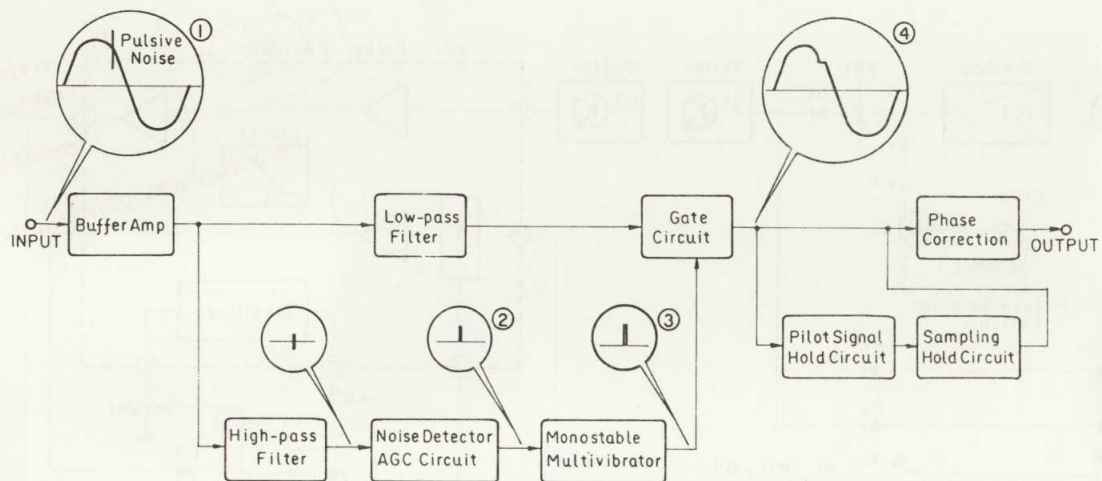 ①
Pulsive
Noise
④
INPUT
Buffer Amp
Low-pass
Filter
Gate
Circuit
Phase
Correction
OUTPUT
②
③
Pilot Signal
Hold Circuit
Sampling
Hold Circuit
High-pass
Filter
Noise Detector
AGC Circuit
Monostable
Multivibrator